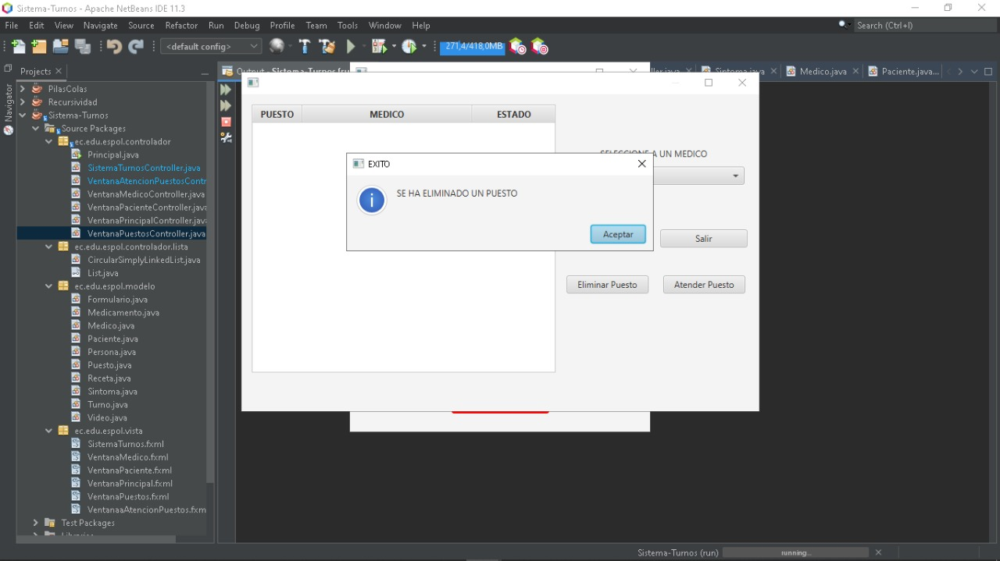 Sistema-Turnos - Apache NetBeans IDE 11.3
File Edit View Navigate Source Refactor Run Debug Profile Team Tools Window Help
Search (Ctrl+I)
<default config>
271,4/418,0MB
Projects
Output - Sistema-Turnos (ru
ller.java
Sintoma.java
Medico.java
Paciente.java...
Navigator
PilasColas
Recursividad
Sistema-Turnos
Source Packages
ec.edu.espol.controlador
Principal.java
SistemaTurnosController.java
VentanaAtencionPuestosContr
VentanaMedicoController.java
VentanaPacienteController.java
VentanaPrincipalController.java
VentanaPuestosController.java
ec.edu.espol.controlador.lista
CircularSimplyLinkedList.java
List.java
ec.edu.espol.modelo
Formulario.java
Medicamento.java
Medico.java
Paciente.java
Persona.java
Puesto.java
Receta.java
Sintoma.java
Turno.java
Video.java
ec.edu.espol.vista
SistemaTurnos.fxml
VentanaMedico.fxml
VentanaPaciente.fxml
VentanaPrincipal.fxml
VentanaPuestos.fxml
VentanaaAtencionPuestos.fxm
Test Packages
Libraries
PUESTO MEDICO ESTADO
SELECCIONE A UN MEDICO
EXITO
SE HA ELIMINADO UN PUESTO
Aceptar
Salir
Eliminar Puesto
Atender Puesto
Sistema-Turnos (run)
running...